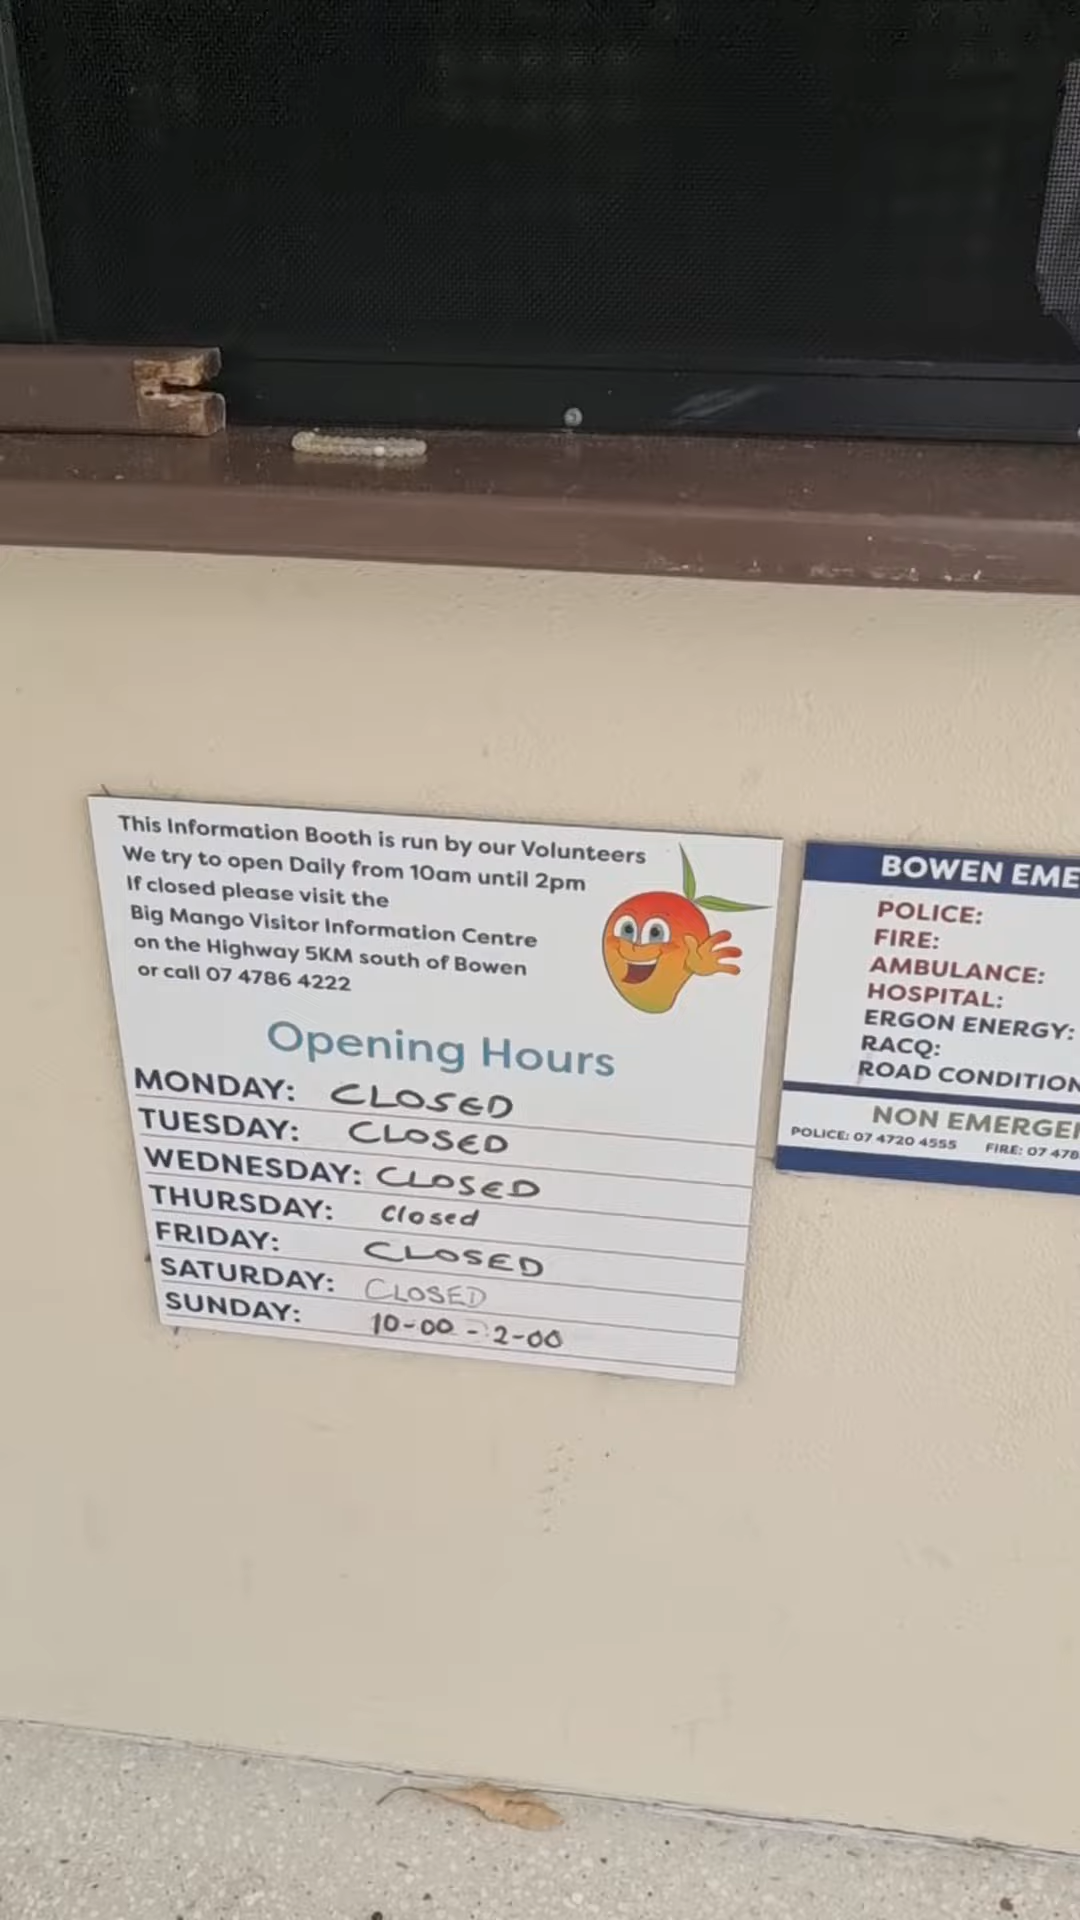 This Information Booth is run by our Volunteers
We try to open Daily from 10am until 2pm
If closed please visit the
Big Mango Visitor Information Centre
on the Highway 5KM south of Bowen
or call 07 4786 4222
Opening Hours
MONDAY: CLOSED
TUESDAY: CLOSED
WEDNESDAY: CLOSED
THURSDAY: closed
FRIDAY: CLOSED
SATURDAY: CLOSED
SUNDAY: 10-00 - 2-00
BOWEN EME
POLICE:
FIRE:
AMBULANCE:
HOSPITAL:
ERGON ENERGY:
RACQ:
ROAD CONDITION
NON EMERGEN
POLICE: 07 4720 4555 FIRE: 07 478